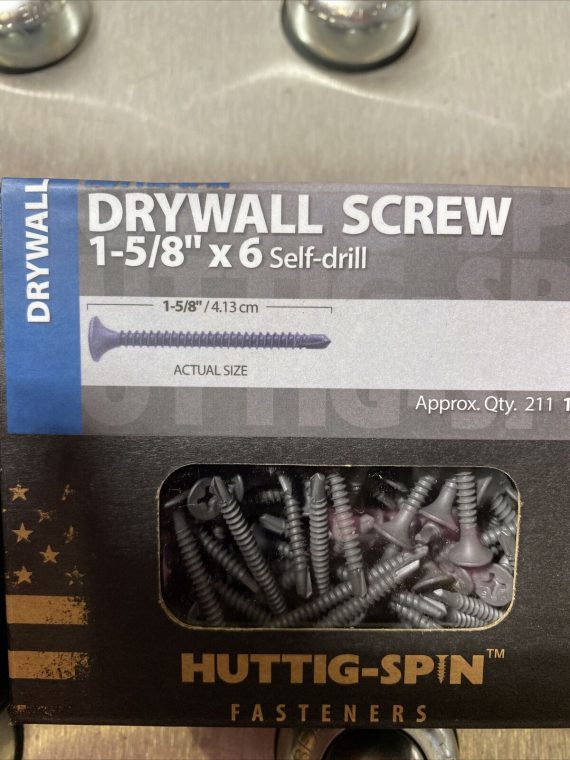 DRYWALL
DRYWALL SCREW
1-5/8" x 6 Self-drill
1-5/8" / 4.13 cm
ACTUAL SIZE
Approx. Qty. 211 1
HUTTIG-SPIN™
FASTENERS